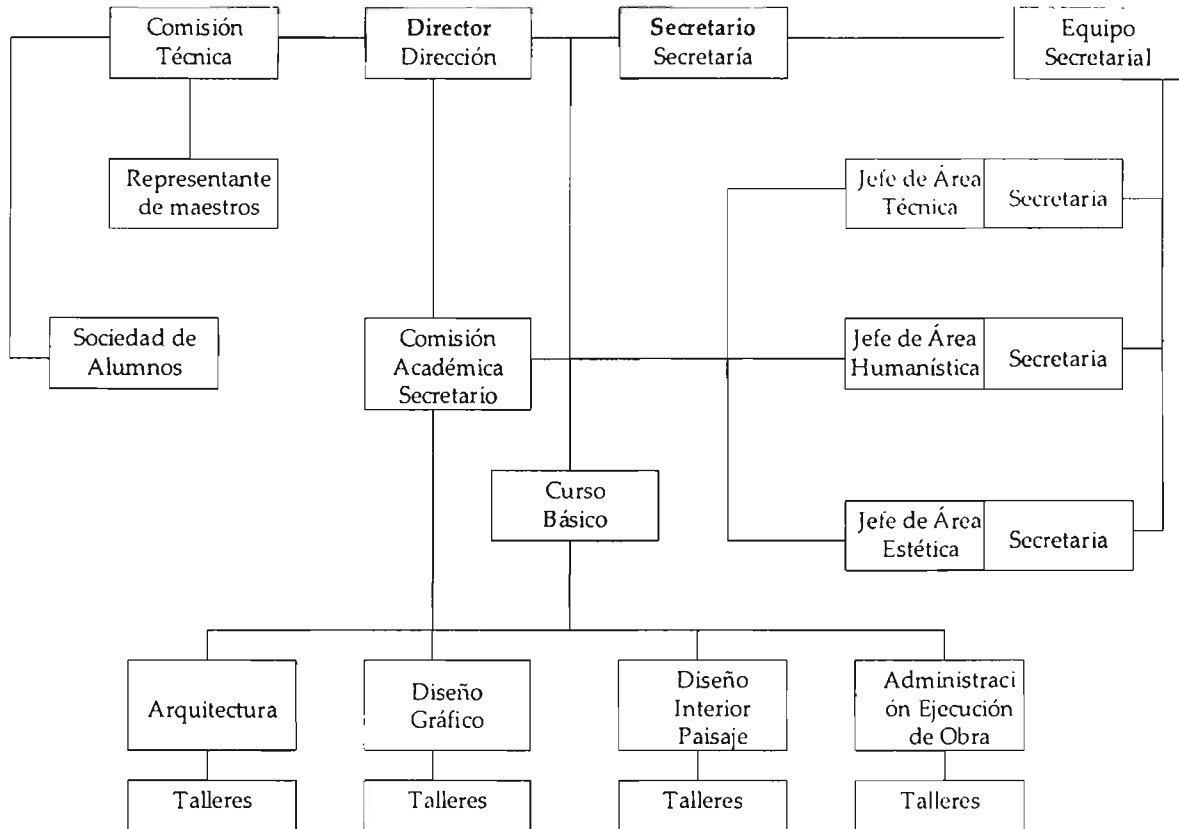 Comisión
Técnica
Director
Dirección
Secretario
Secretaría
Equipo
Secretarial
Representante
de maestros
Jefe de Área
Técnica
Secretaria
Sociedad de
Alumnos
Comisión
Académica
Secretario
Jefe de Área
Humanística
Secretaria
Curso
Básico
Jefe de Área
Estética
Secretaria
Arquitectura
Diseño
Gráfico
Diseño
Interior
Paisaje
Administraci
ón Ejecución
de Obra
Talleres
Talleres
Talleres
Talleres